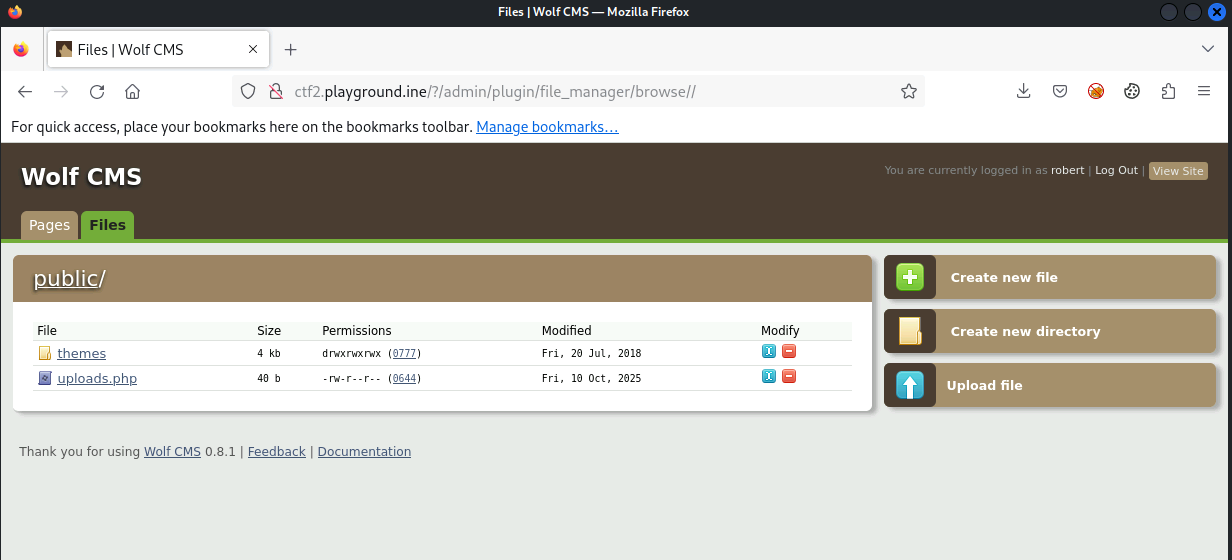 Files | Wolf CMS — Mozilla Firefox
Files | Wolf CMS
ctf2.playground.ine/?/admin/plugin/file_manager/browse//
For quick access, place your bookmarks here on the bookmarks toolbar. Manage bookmarks…
Wolf CMS
You are currently logged in as robert | Log Out | View Site
Pages Files
public/
File Size Permissions Modified Modify
themes 4 kb drwxrwxrwx (0777) Fri, 20 Jul, 2018
uploads.php 40 b -rw-r--r-- (0644) Fri, 10 Oct, 2025
Create new file
Create new directory
Upload file
Thank you for using Wolf CMS 0.8.1 | Feedback | Documentation